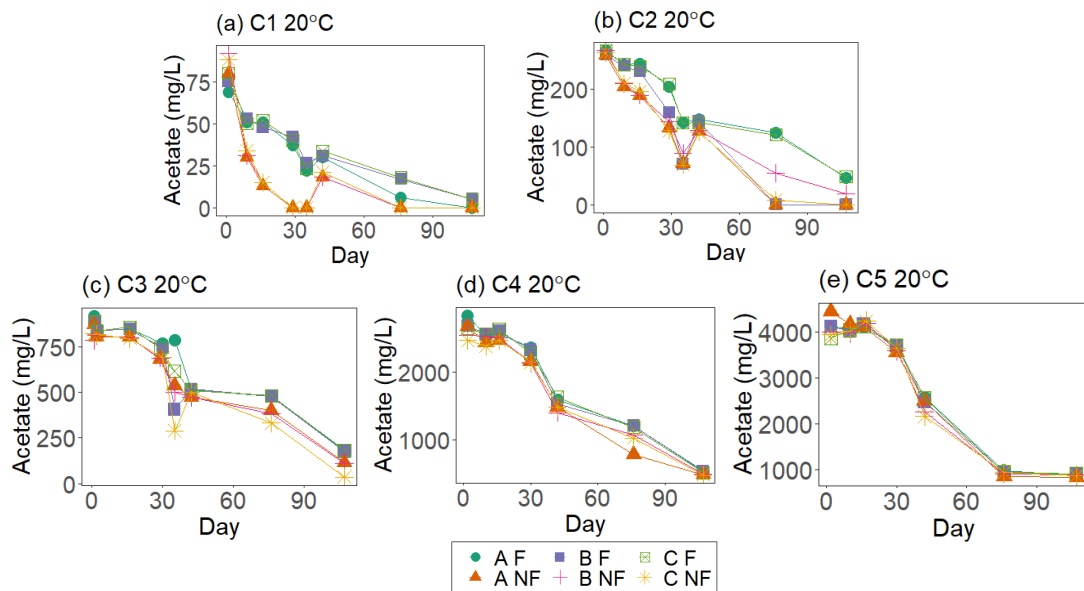 (a) C1 20°C
Acetate (mg/L)
75
50
25
0
0 30 60 90
Day
(b) C2 20°C
Acetate (mg/L)
200
100
0
0 30 60 90
Day
(c) C3 20°C
Acetate (mg/L)
750
500
250
0
0 30 60 90
Day
(d) C4 20°C
Acetate (mg/L)
2000
1000
0 30 60 90
Day
(e) C5 20°C
Acetate (mg/L)
4000
3000
2000
1000
0 30 60 90
Day
A F B F C F
A NF B NF C NF